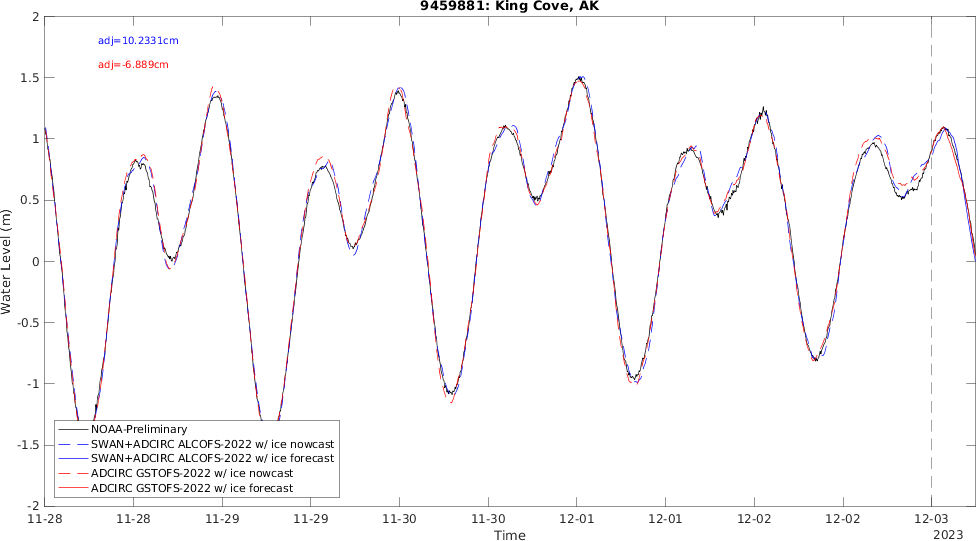 9459881: King Cove, AK
adj=10.2331cm
adj=-6.889cm
Water Level (m)
2
1.5
1
0.5
0
-0.5
-1
-1.5
-2
NOAA-Preliminary
SWAN+ADCIRC ALCOFS-2022 w/ ice nowcast
SWAN+ADCIRC ALCOFS-2022 w/ ice forecast
ADCIRC GSTOFS-2022 w/ ice nowcast
ADCIRC GSTOFS-2022 w/ ice forecast
11-28 11-28 11-29 11-29 11-30 11-30 12-01 12-01 12-02 12-02 12-03
2023
Time